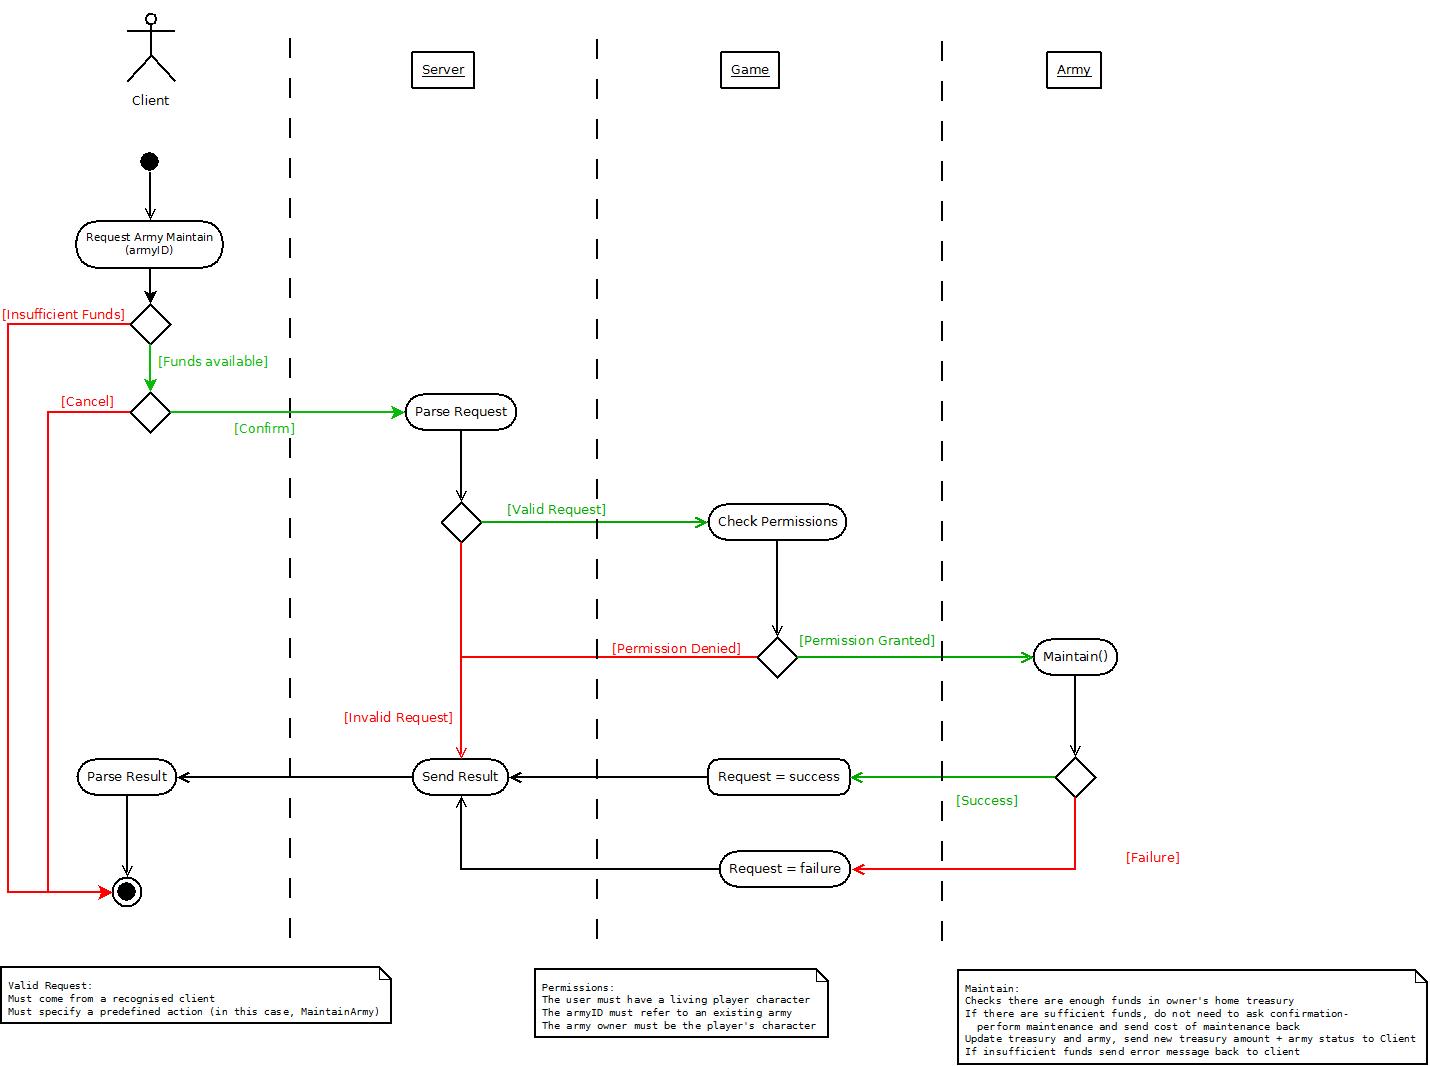 Client
Server
Game
Army
Request Army Maintain
(armyID)
[Insufficient Funds]
[Funds available]
[Cancel]
[Confirm]
Parse Request
[Valid Request]
Check Permissions
[Permission Denied]
[Permission Granted]
Maintain()
[Invalid Request]
Parse Result
Send Result
Request = success
[Success]
Request = failure
[Failure]
Valid Request:
Must come from a recognised client
Must specify a predefined action (in this case, MaintainArmy)
Permissions:
The user must have a living player character
The armyID must refer to an existing army
The army owner must be the player's character
Maintain:
Checks there are enough funds in owner's home treasury
If there are sufficient funds, do not need to ask confirmation-
perform maintenance and send cost of maintenance back
Update treasury and army, send new treasury amount + army status to Client
If insufficient funds send error message back to client